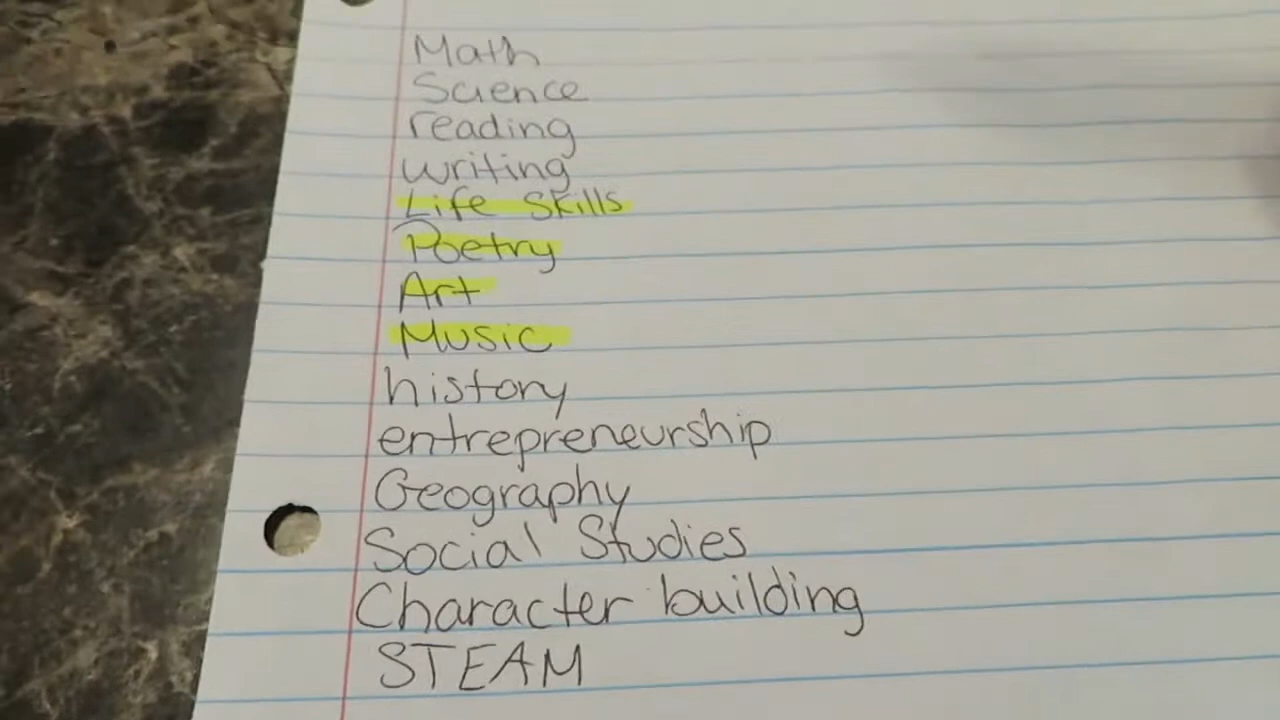 Math
Science
reading
writing
Life Skills
Poetry
Art
Music
history
entrepreneurship
Geography
Social Studies
Character building
STEAM